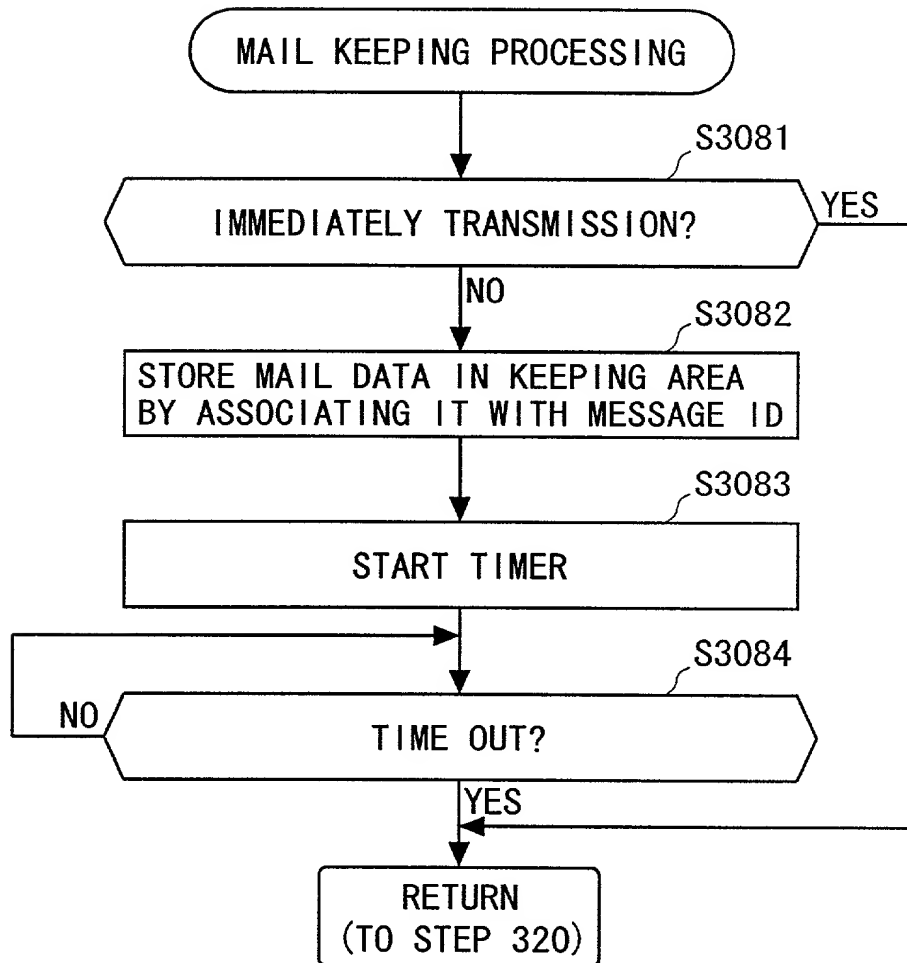 MAIL KEEPING PROCESSING
S3081
IMMEDIATELY TRANSMISSION?
YES
NO
S3082
STORE MAIL DATA IN KEEPING AREA
BY ASSOCIATING IT WITH MESSAGE ID
S3083
START TIMER
S3084
NO
TIME OUT?
YES
RETURN
(TO STEP 320)